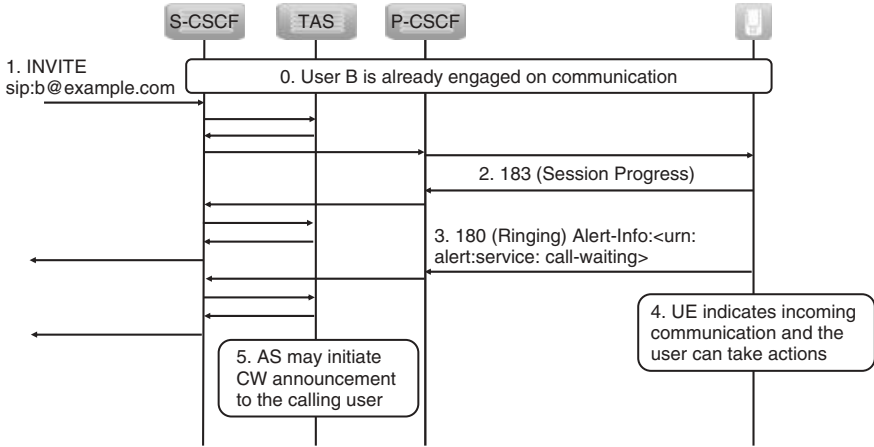 S-CSCF TAS P-CSCF
1. INVITE
sip:b@example.com
0. User B is already engaged on communication
2. 183 (Session Progress)
3. 180 (Ringing) Alert-Info:<urn:
alert:service: call-waiting>
4. UE indicates incoming
communication and the
user can take actions
5. AS may initiate
CW announcement
to the calling user